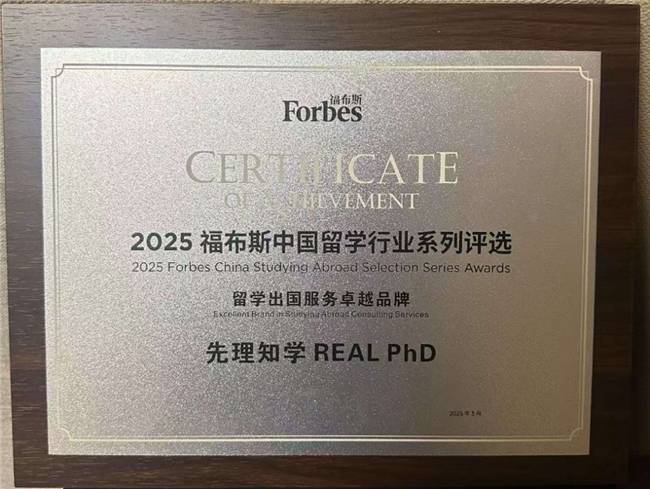 福布斯
Forbes
CERTIFICATE
OF ACHIEVEMENT
2025 福布斯中国留学行业系列评选
2025 Forbes China Studying Abroad Selection Series Awards
留学出国服务卓越品牌
Excellent Brand in Studying Abroad Consulting Services
先理知学 REAL PhD